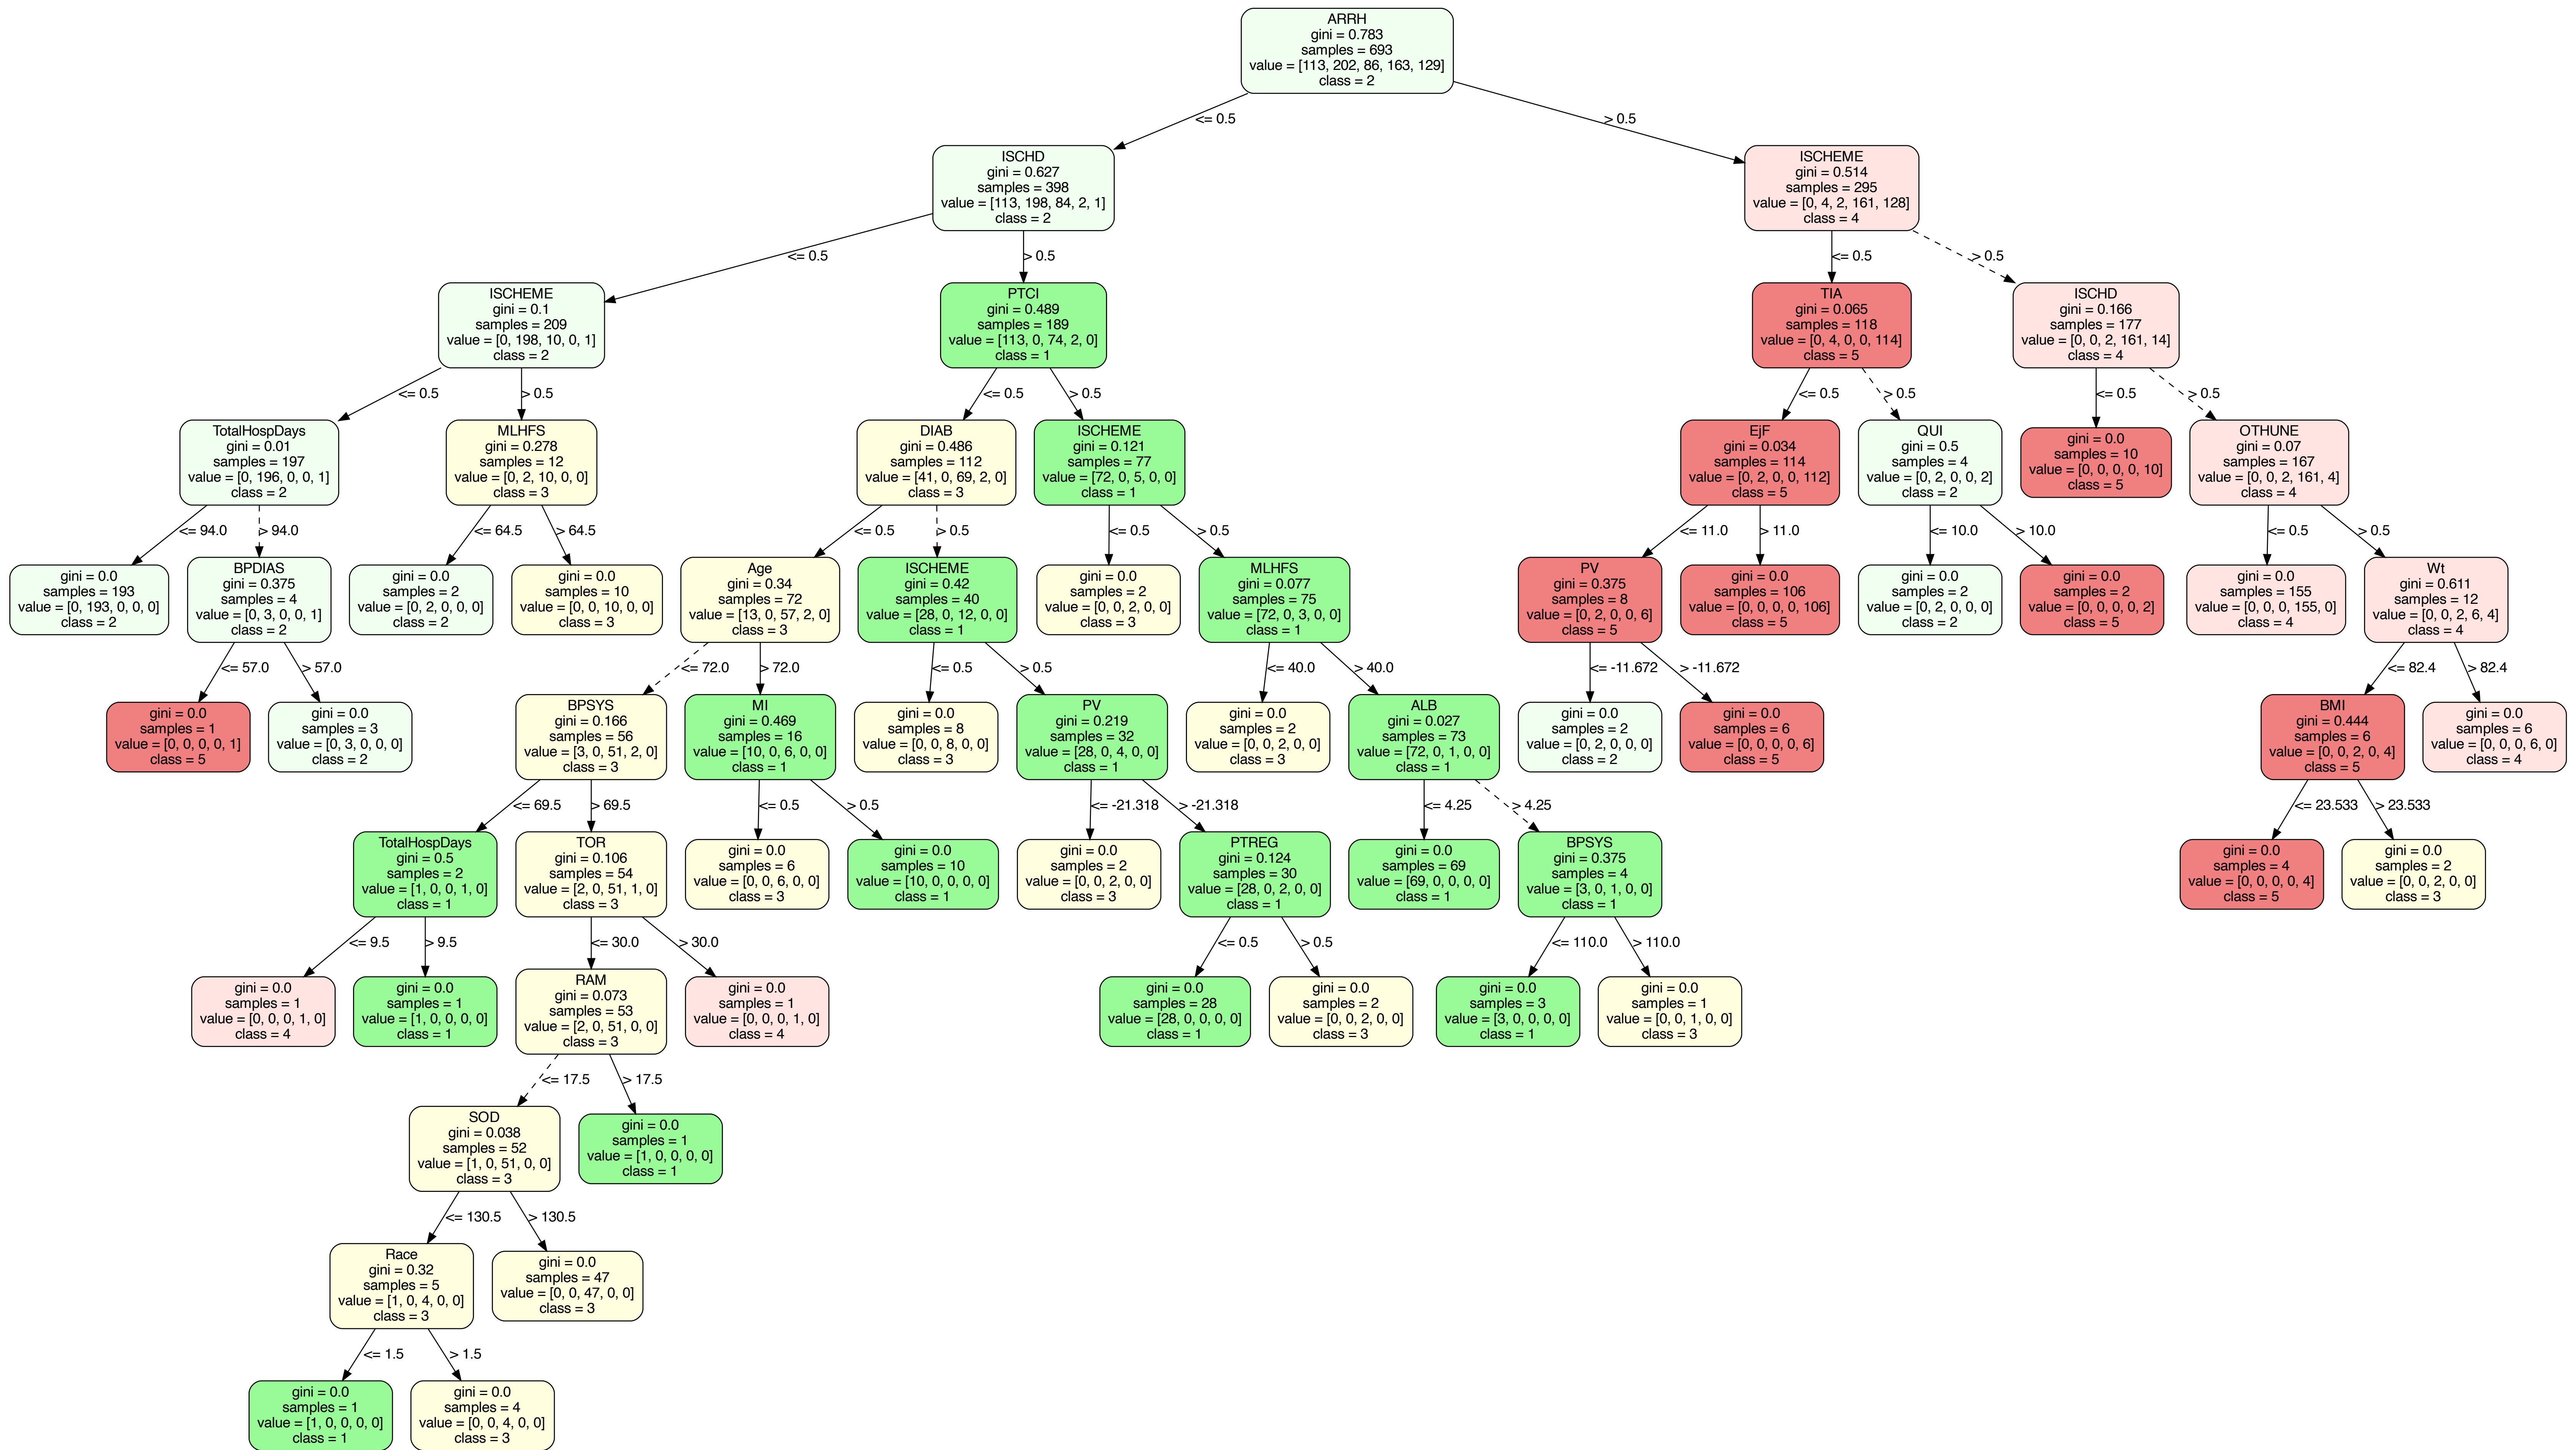 ARRH
gini = 0.783
samples = 693
value = [113, 202, 86, 163, 129]
class = 2
<= 0.5
> 0.5
ISCHD
gini = 0.627
samples = 398
value = [113, 198, 84, 2, 1]
class = 2
ISCHEME
gini = 0.514
samples = 295
value = [0, 4, 2, 161, 128]
class = 4
<= 0.5
> 0.5
<= 0.5
> 0.5
ISCHEME
gini = 0.1
samples = 209
value = [0, 198, 10, 0, 1]
class = 2
PTCI
gini = 0.489
samples = 189
value = [113, 0, 74, 2, 0]
class = 1
TIA
gini = 0.065
samples = 118
value = [0, 4, 0, 0, 114]
class = 5
ISCHD
gini = 0.166
samples = 177
value = [0, 0, 2, 161, 14]
class = 4
<= 0.5
> 0.5
<= 0.5
> 0.5
<= 0.5
> 0.5
<= 0.5
> 0.5
TotalHospDays
gini = 0.01
samples = 197
value = [0, 196, 0, 0, 1]
class = 2
MLHFS
gini = 0.278
samples = 12
value = [0, 2, 10, 0, 0]
class = 3
DIAB
gini = 0.486
samples = 112
value = [41, 0, 69, 2, 0]
class = 3
ISCHEME
gini = 0.121
samples = 77
value = [72, 0, 5, 0, 0]
class = 1
EjF
gini = 0.034
samples = 114
value = [0, 2, 0, 0, 112]
class = 5
QUI
gini = 0.5
samples = 4
value = [0, 2, 0, 0, 2]
class = 2
gini = 0.0
samples = 10
value = [0, 0, 0, 0, 10]
class = 5
OTHUNE
gini = 0.07
samples = 167
value = [0, 0, 2, 161, 4]
class = 4
<= 94.0
> 94.0
<= 64.5
> 64.5
<= 0.5
> 0.5
<= 0.5
> 0.5
<= 11.0
> 11.0
<= 10.0
> 10.0
<= 0.5
> 0.5
gini = 0.0
samples = 193
value = [0, 193, 0, 0, 0]
class = 2
BPDIAS
gini = 0.375
samples = 4
value = [0, 3, 0, 0, 1]
class = 2
gini = 0.0
samples = 2
value = [0, 2, 0, 0, 0]
class = 2
gini = 0.0
samples = 10
value = [0, 0, 10, 0, 0]
class = 3
Age
gini = 0.34
samples = 72
value = [13, 0, 57, 2, 0]
class = 3
ISCHEME
gini = 0.42
samples = 40
value = [28, 0, 12, 0, 0]
class = 1
gini = 0.0
samples = 2
value = [0, 0, 2, 0, 0]
class = 3
MLHFS
gini = 0.077
samples = 75
value = [72, 0, 3, 0, 0]
class = 1
PV
gini = 0.375
samples = 8
value = [0, 2, 0, 0, 6]
class = 5
gini = 0.0
samples = 106
value = [0, 0, 0, 0, 106]
class = 5
gini = 0.0
samples = 2
value = [0, 2, 0, 0, 0]
class = 2
gini = 0.0
samples = 2
value = [0, 0, 0, 0, 2]
class = 5
gini = 0.0
samples = 155
value = [0, 0, 0, 155, 0]
class = 4
Wt
gini = 0.611
samples = 12
value = [0, 0, 2, 6, 4]
class = 4
<= 57.0
> 57.0
<= 72.0
> 72.0
<= 0.5
> 0.5
<= 40.0
> 40.0
<= -11.672
> -11.672
<= 82.4
> 82.4
gini = 0.0
samples = 1
value = [0, 0, 0, 0, 1]
class = 5
gini = 0.0
samples = 3
value = [0, 3, 0, 0, 0]
class = 2
BPSYS
gini = 0.166
samples = 56
value = [3, 0, 51, 2, 0]
class = 3
MI
gini = 0.469
samples = 16
value = [10, 0, 6, 0, 0]
class = 1
gini = 0.0
samples = 8
value = [0, 0, 8, 0, 0]
class = 3
PV
gini = 0.219
samples = 32
value = [28, 0, 4, 0, 0]
class = 1
gini = 0.0
samples = 2
value = [0, 0, 2, 0, 0]
class = 3
ALB
gini = 0.027
samples = 73
value = [72, 0, 1, 0, 0]
class = 1
gini = 0.0
samples = 2
value = [0, 2, 0, 0, 0]
class = 2
gini = 0.0
samples = 6
value = [0, 0, 0, 0, 6]
class = 5
BMI
gini = 0.444
samples = 6
value = [0, 0, 2, 0, 4]
class = 5
gini = 0.0
samples = 6
value = [0, 0, 0, 6, 0]
class = 4
<= 69.5
> 69.5
<= 0.5
> 0.5
<= -21.318
> -21.318
<= 4.25
> 4.25
<= 23.533
> 23.533
TotalHospDays
gini = 0.5
samples = 2
value = [1, 0, 0, 1, 0]
class = 1
TOR
gini = 0.106
samples = 54
value = [2, 0, 51, 1, 0]
class = 3
gini = 0.0
samples = 6
value = [0, 0, 6, 0, 0]
class = 3
gini = 0.0
samples = 10
value = [10, 0, 0, 0, 0]
class = 1
gini = 0.0
samples = 2
value = [0, 0, 2, 0, 0]
class = 3
PTREG
gini = 0.124
samples = 30
value = [28, 0, 2, 0, 0]
class = 1
gini = 0.0
samples = 69
value = [69, 0, 0, 0, 0]
class = 1
BPSYS
gini = 0.375
samples = 4
value = [3, 0, 1, 0, 0]
class = 1
gini = 0.0
samples = 4
value = [0, 0, 0, 0, 4]
class = 5
gini = 0.0
samples = 2
value = [0, 0, 2, 0, 0]
class = 3
<= 9.5
> 9.5
<= 30.0
> 30.0
<= 0.5
> 0.5
<= 110.0
> 110.0
gini = 0.0
samples = 1
value = [0, 0, 0, 1, 0]
class = 4
gini = 0.0
samples = 1
value = [1, 0, 0, 0, 0]
class = 1
RAM
gini = 0.073
samples = 53
value = [2, 0, 51, 0, 0]
class = 3
gini = 0.0
samples = 1
value = [0, 0, 0, 1, 0]
class = 4
gini = 0.0
samples = 28
value = [28, 0, 0, 0, 0]
class = 1
gini = 0.0
samples = 2
value = [0, 0, 2, 0, 0]
class = 3
gini = 0.0
samples = 3
value = [3, 0, 0, 0, 0]
class = 1
gini = 0.0
samples = 1
value = [0, 0, 1, 0, 0]
class = 3
<= 17.5
> 17.5
SOD
gini = 0.038
samples = 52
value = [1, 0, 51, 0, 0]
class = 3
gini = 0.0
samples = 1
value = [1, 0, 0, 0, 0]
class = 1
<= 130.5
> 130.5
Race
gini = 0.32
samples = 5
value = [1, 0, 4, 0, 0]
class = 3
gini = 0.0
samples = 47
value = [0, 0, 47, 0, 0]
class = 3
<= 1.5
> 1.5
gini = 0.0
samples = 1
value = [1, 0, 0, 0, 0]
class = 1
gini = 0.0
samples = 4
value = [0, 0, 4, 0, 0]
class = 3